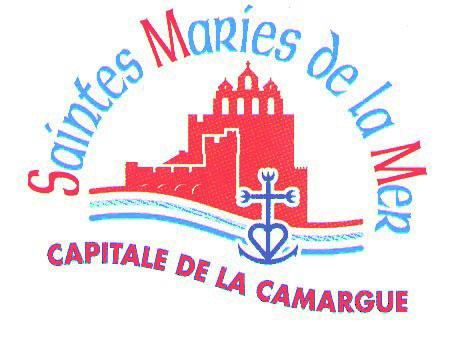 Saintes Maries de la Mer
CAPITALE DE LA CAMARGUE